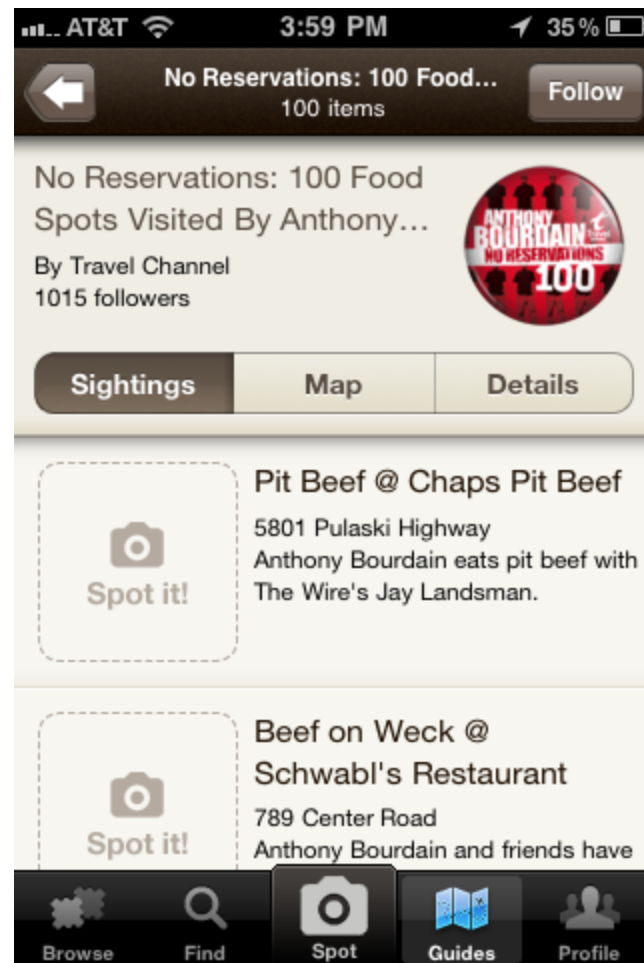 AT&T 3:59 PM 35%
No Reservations: 100 Food...
100 items
Follow
No Reservations: 100 Food
Spots Visited By Anthony...
By Travel Channel
1015 followers
ANTHONY
BOURDAIN
Travel
NO RESERVATIONS
100
Sightings Map Details
Pit Beef @ Chaps Pit Beef
5801 Pulaski Highway
Anthony Bourdain eats pit beef with
The Wire's Jay Landsman.
Spot it!
Beef on Weck @
Schwabl's Restaurant
789 Center Road
Anthony Bourdain and friends have
Spot it!
Browse Find Spot Guides Profile